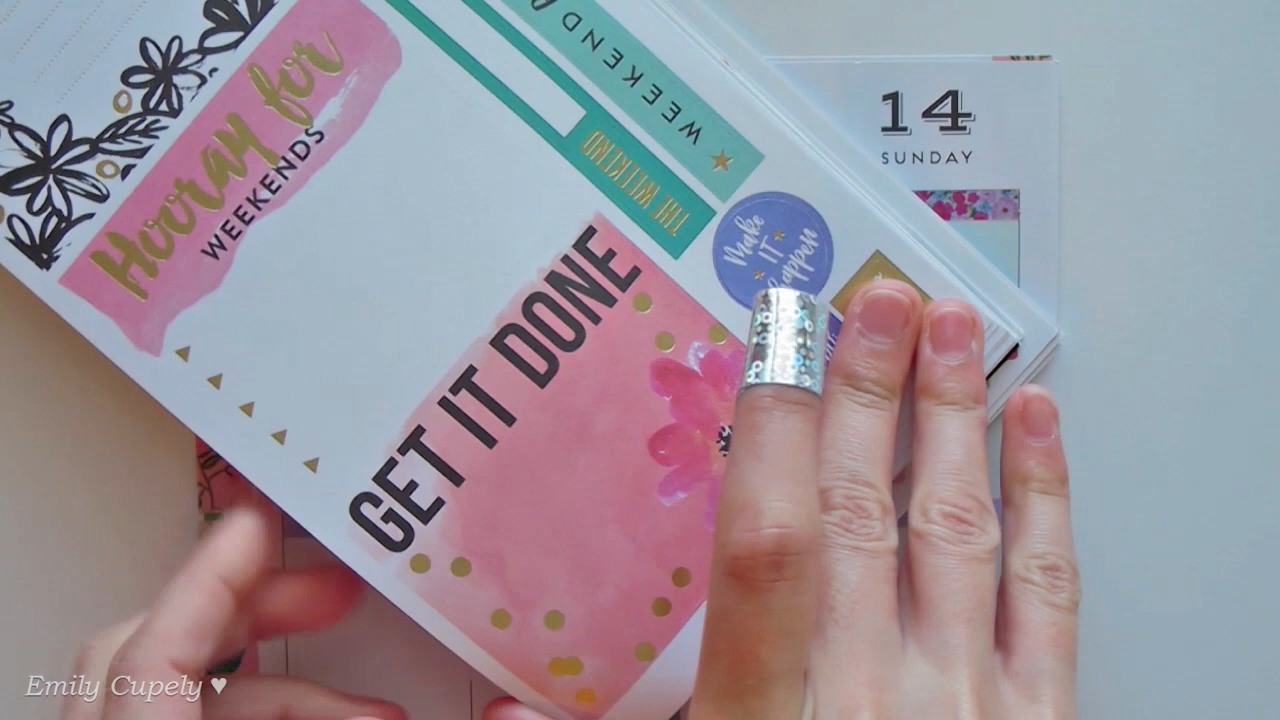 Hooray for
WEEKENDS
WEEKEND
THE WEEKEND
Make
IT
happen
14
SUNDAY
GET IT DONE
Emily Cupely ♥